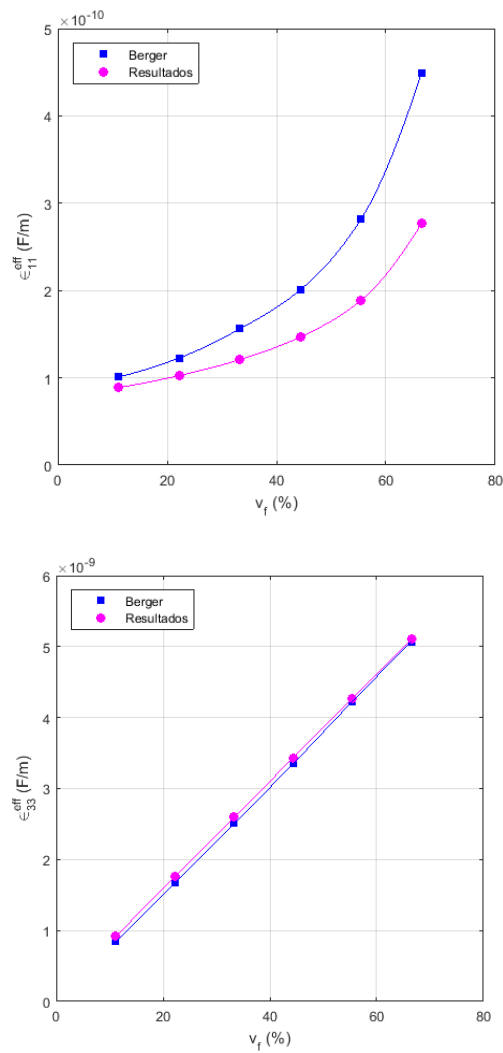 ×10⁻¹⁰
5
Berger
Resultados
4
3
ϵ₁₁ᵉᶠᶠ (F/m)
2
1
0
0 20 40 60 80
v_f (%)
×10⁻⁹
6
Berger
Resultados
5
4
ϵ₃₃ᵉᶠᶠ (F/m)
3
2
1
0
0 20 40 60 80
v_f (%)